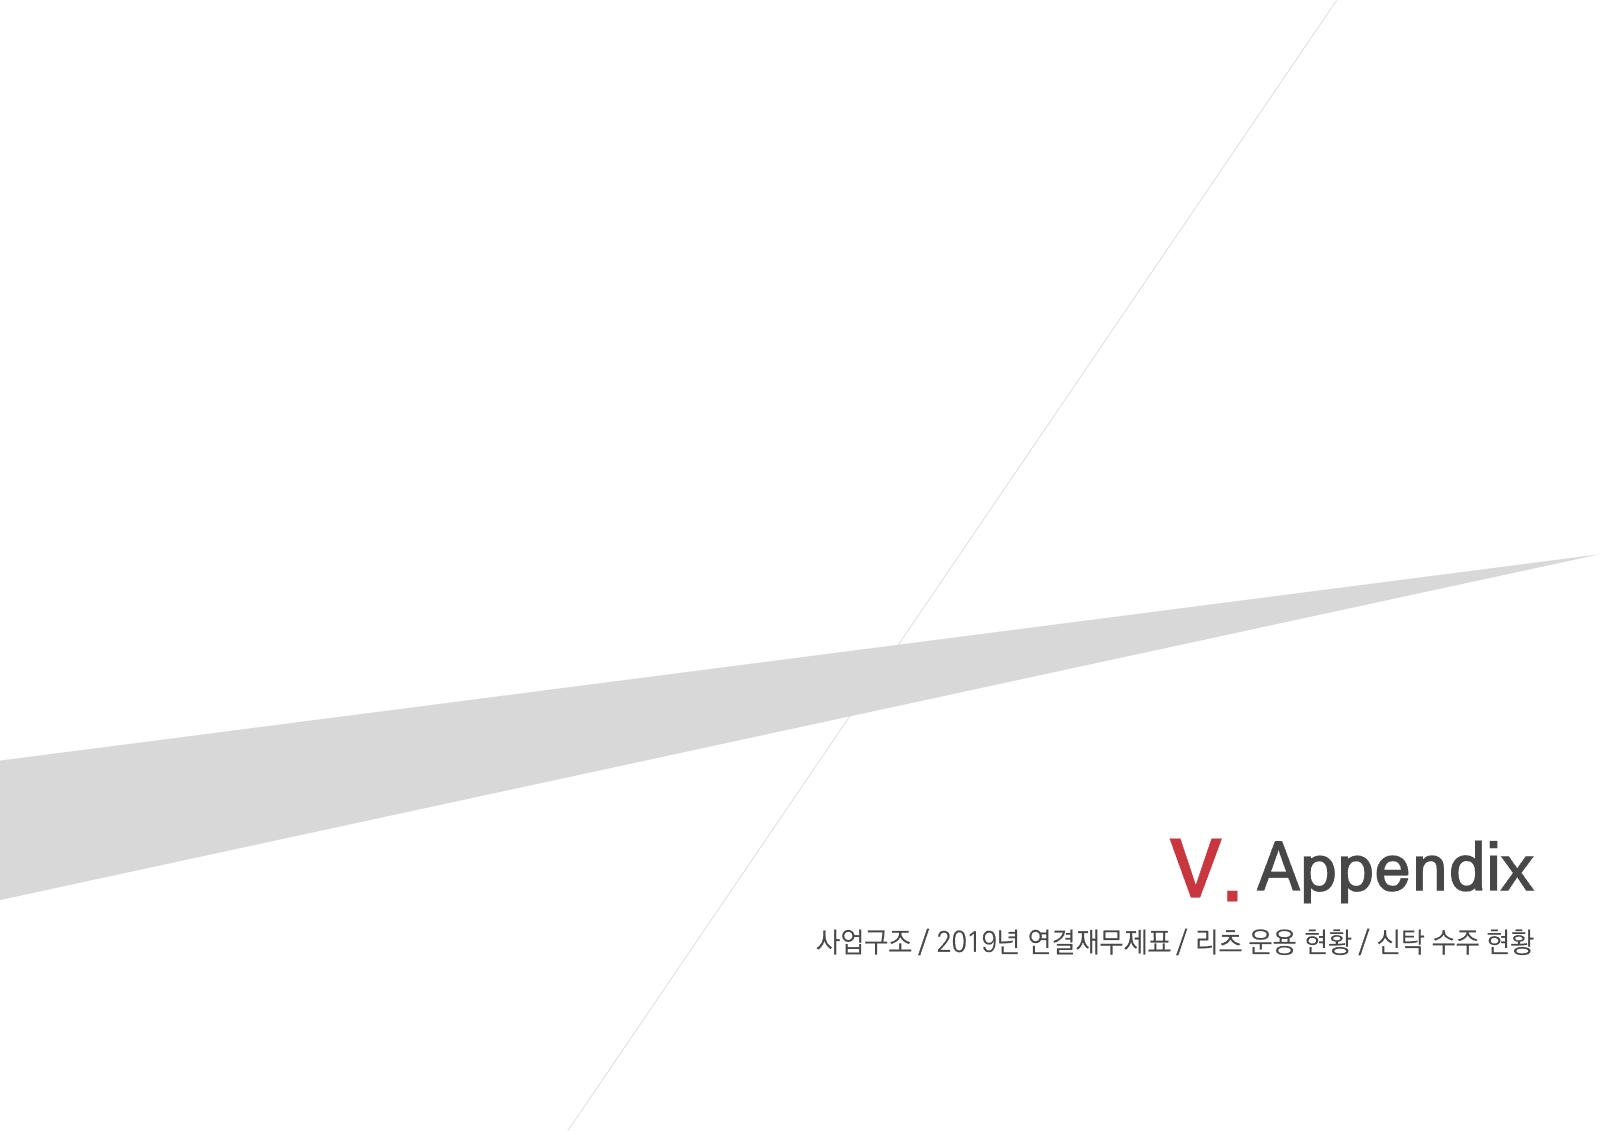 V. Appendix
사업구조 / 2019년 연결재무제표 / 리츠 운용 현황 / 신탁 수주 현황